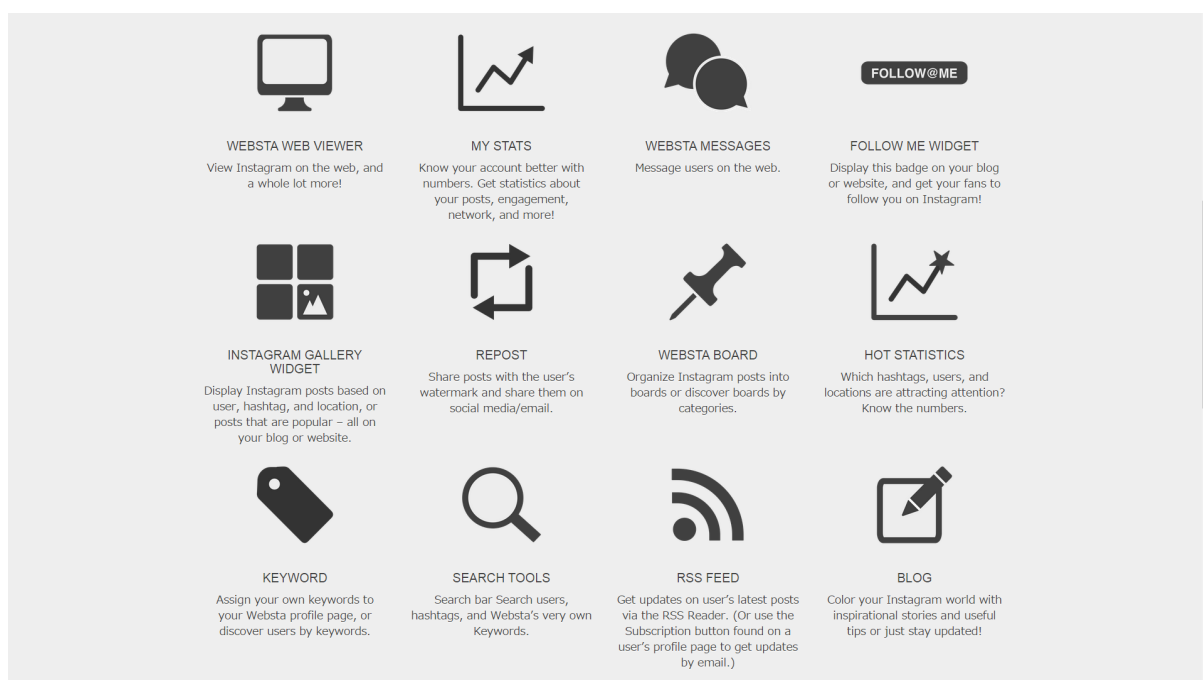 FOLLOW@ME
WEBSTA WEB VIEWER
View Instagram on the web, and
a whole lot more!
MY STATS
Know your account better with
numbers. Get statistics about
your posts, engagement,
network, and more!
WEBSTA MESSAGES
Message users on the web.
FOLLOW ME WIDGET
Display this badge on your blog
or website, and get your fans to
follow you on Instagram!
INSTAGRAM GALLERY
WIDGET
Display Instagram posts based on
user, hashtag, and location, or
posts that are popular – all on
your blog or website.
REPOST
Share posts with the user's
watermark and share them on
social media/email.
WEBSTA BOARD
Organize Instagram posts into
boards or discover boards by
categories.
HOT STATISTICS
Which hashtags, users, and
locations are attracting attention?
Know the numbers.
KEYWORD
Assign your own keywords to
your Websta profile page, or
discover users by keywords.
SEARCH TOOLS
Search bar Search users,
hashtags, and Websta's very own
Keywords.
RSS FEED
Get updates on user's latest posts
via the RSS Reader. (Or use the
Subscription button found on a
user's profile page to get updates
by email.)
BLOG
Color your Instagram world with
inspirational stories and useful
tips or just stay updated!